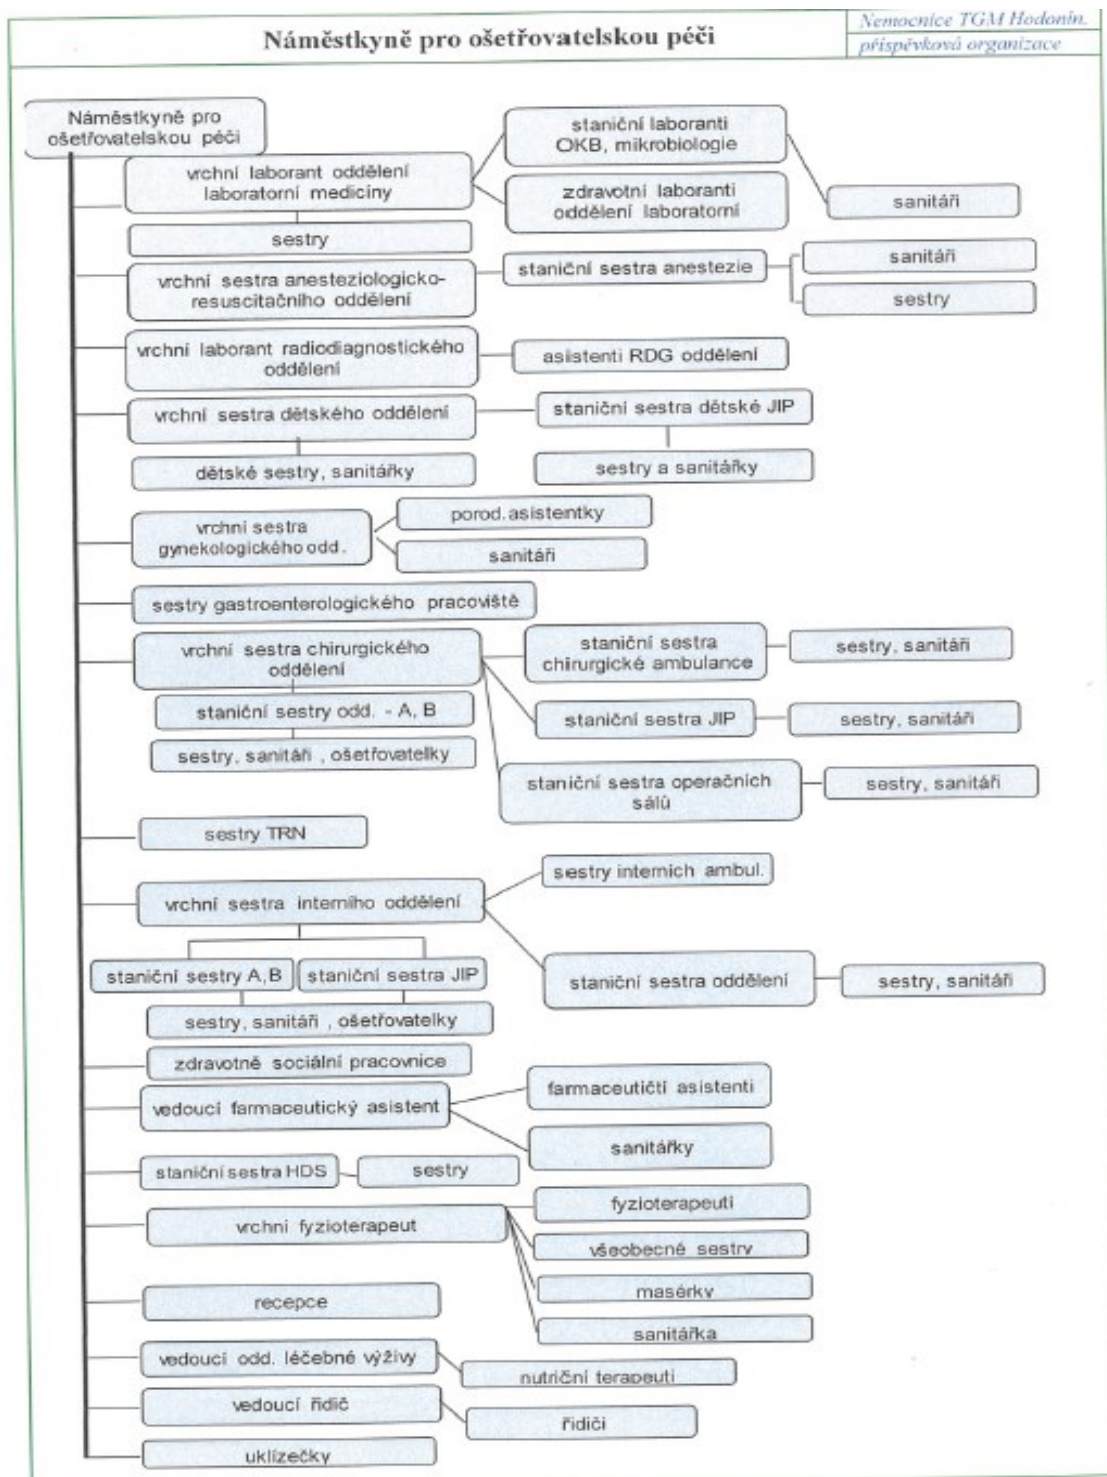 Náměstkyně pro ošetřovatelskou péči
Nemocnice TGM Hodonín.
příspěvková organizace
Náměstkyně pro
ošetřovatelskou péči
vrchní laborant oddělení
laboratorní medicíny
staniční laboranti
OKB, mikrobiologie
zdravotní laboranti
oddělení laboratorní
sanitáři
sestry
vrchní sestra anesteziologicko-
resuscitačního oddělení
staniční sestra anestezie
sanitáři
sestry
vrchní laborant radiodiagnostického
oddělení
asistenti RDG oddělení
vrchní sestra dětského oddělení
staniční sestra dětské JIP
dětské sestry, sanitářky
sestry a sanitářky
vrchní sestra
gynekologického odd.
porod.asistentky
sanitáři
sestry gastroenterologického pracoviště
vrchní sestra chirurgického
oddělení
staniční sestra
chirurgické ambulance
sestry, sanitáři
staniční sestry odd. - A, B
staniční sestra JIP
sestry, sanitáři
sestry, sanitáři , ošetřovatelky
staniční sestra operačních
sálů
sestry, sanitáři
sestry TRN
sestry interních ambul.
vrchní sestra interního oddělení
staniční sestry A,B
staniční sestra JIP
staniční sestra oddělení
sestry, sanitáři
sestry, sanitáři , ošetřovatelky
zdravotně sociální pracovnice
vedoucí farmaceutický asistent
farmaceutičtí asistenti
sanitářky
staniční sestra HDS
sestry
vrchní fyzioterapeut
fyzioterapeuti
všeobecné sestry
masérky
sanitářka
recepce
vedoucí odd. léčebné výživy
nutriční terapeuti
vedoucí řidič
řidiči
uklízečky